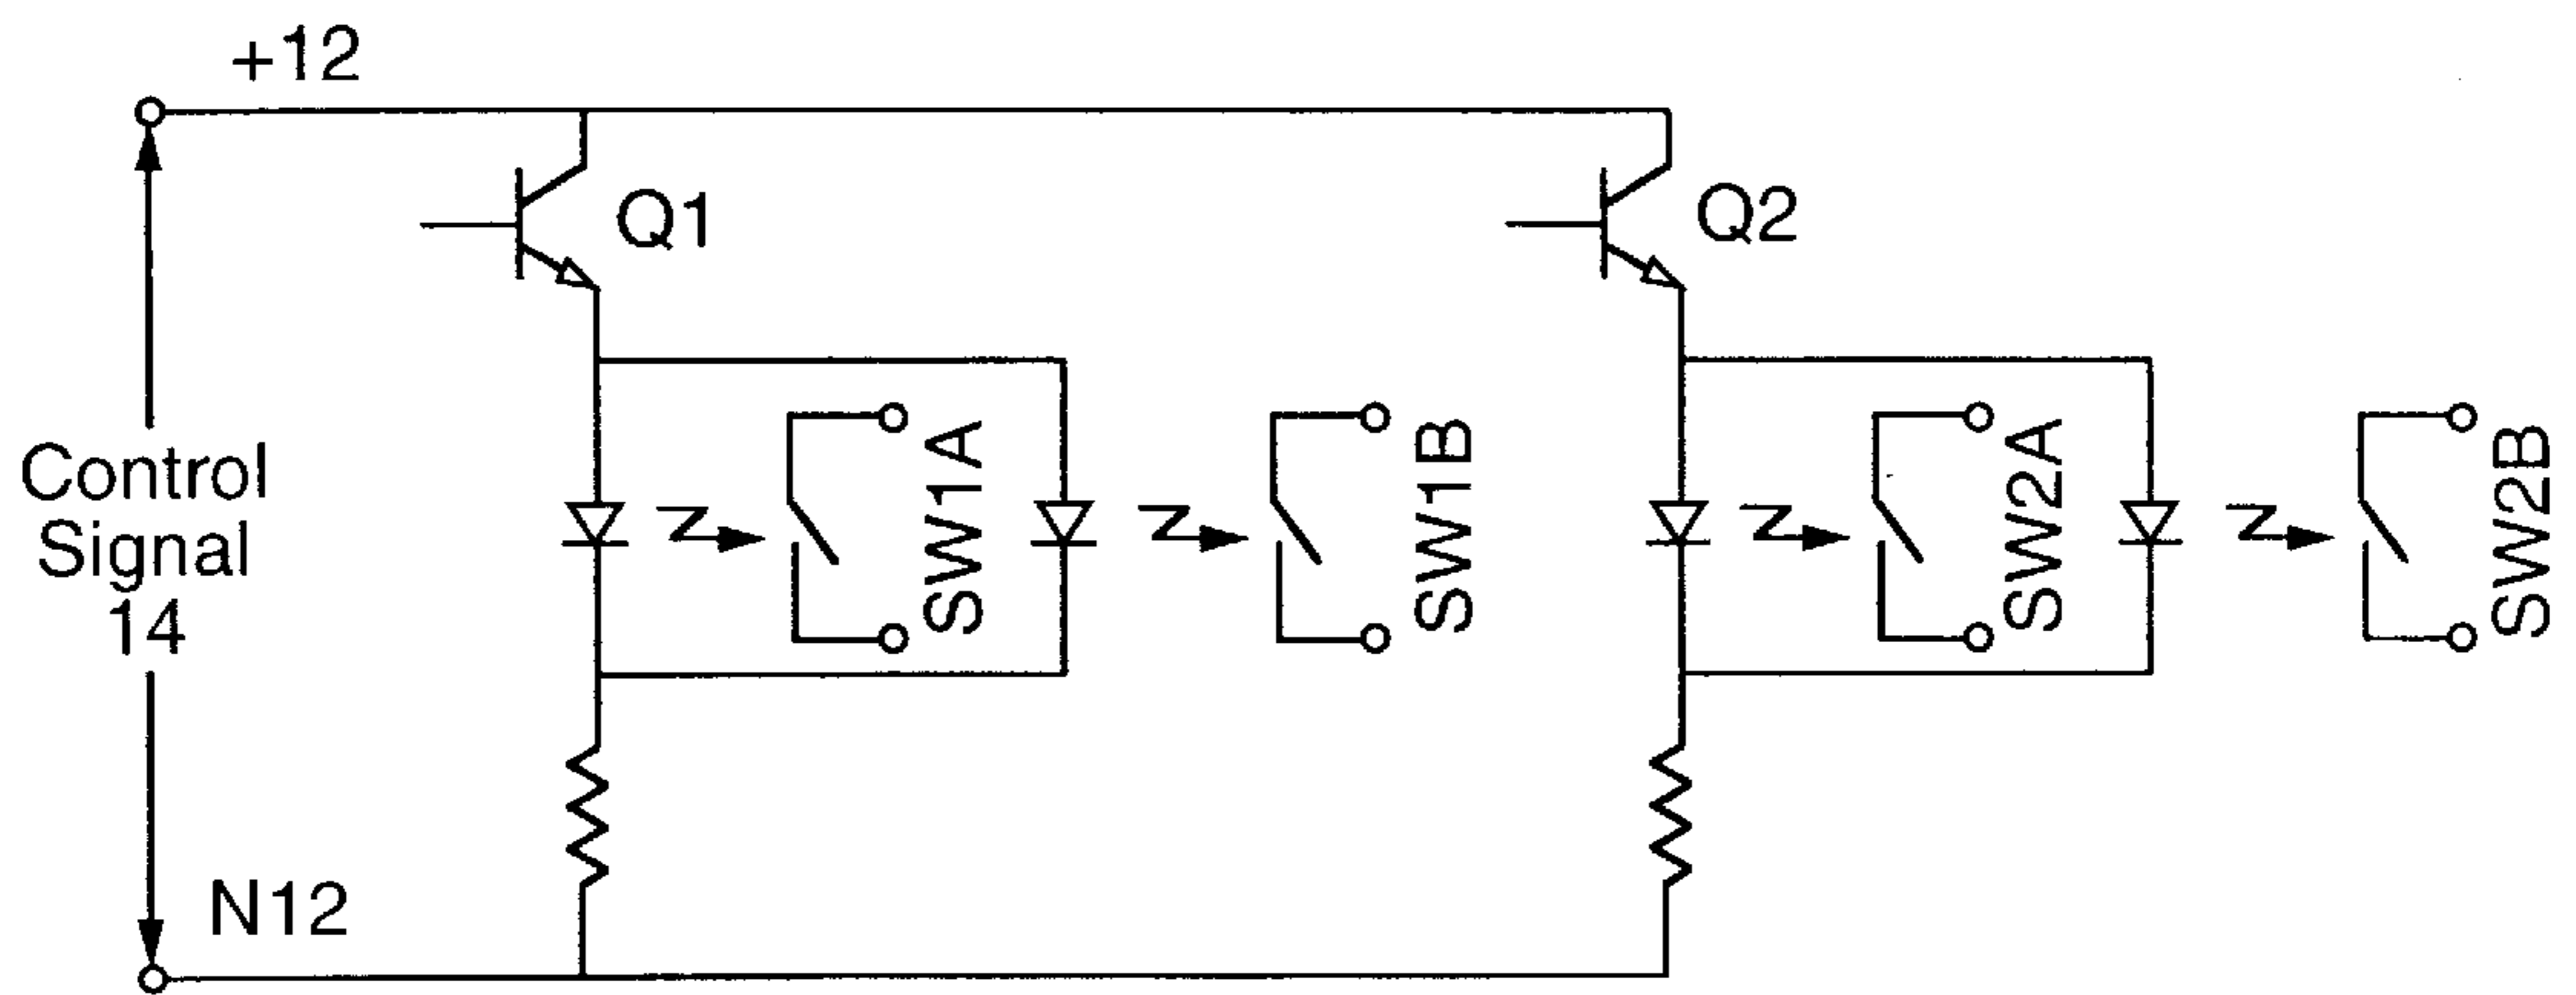 +12
Q1
Q2
Control
Signal
14
SW1A
SW1B
SW2A
SW2B
N12